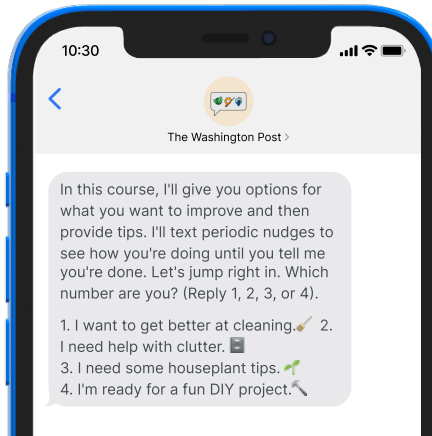 10:30
The Washington Post >
In this course, I'll give you options for
what you want to improve and then
provide tips. I'll text periodic nudges to
see how you're doing until you tell me
you're done. Let's jump right in. Which
number are you? (Reply 1, 2, 3, or 4).
1. I want to get better at cleaning.🧹 2.
I need help with clutter. 🗄️
3. I need some houseplant tips. 🌱
4. I'm ready for a fun DIY project.🔨